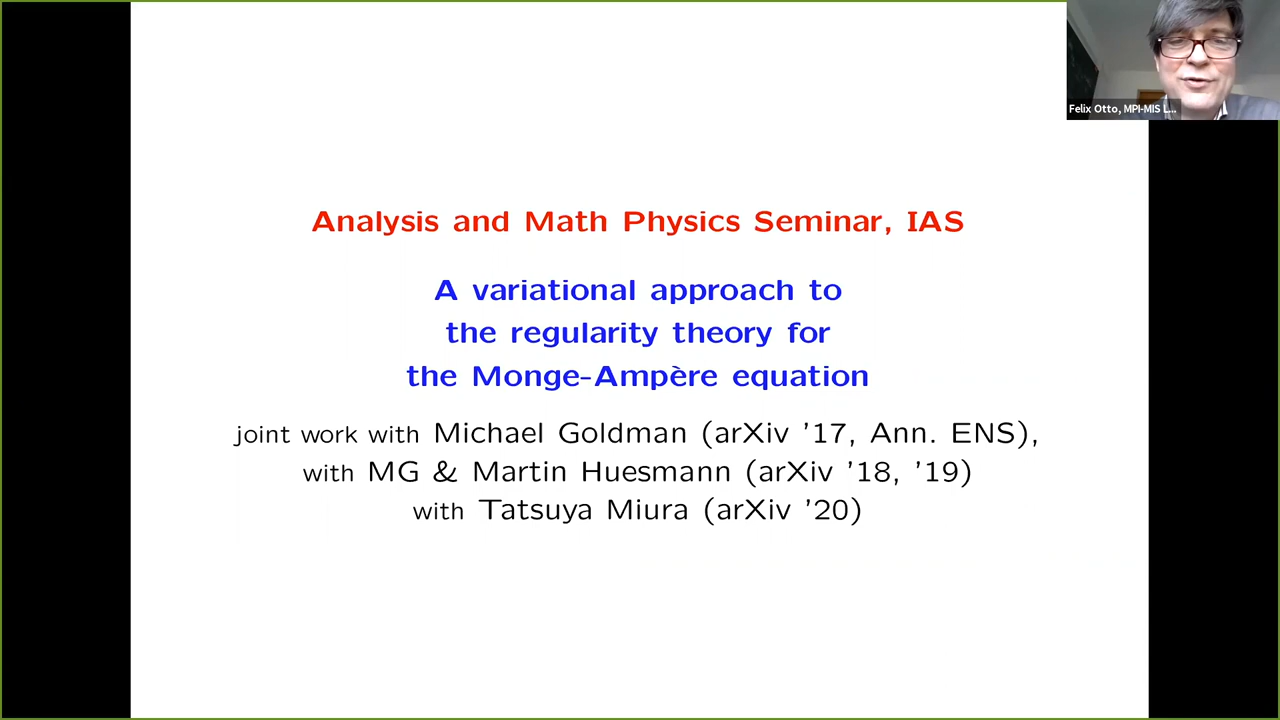 Felix Otto, MPI-MIS L...
Analysis and Math Physics Seminar, IAS
A variational approach to
the regularity theory for
the Monge-Ampère equation
joint work with Michael Goldman (arXiv '17, Ann. ENS),
with MG & Martin Huesmann (arXiv '18, '19)
with Tatsuya Miura (arXiv '20)